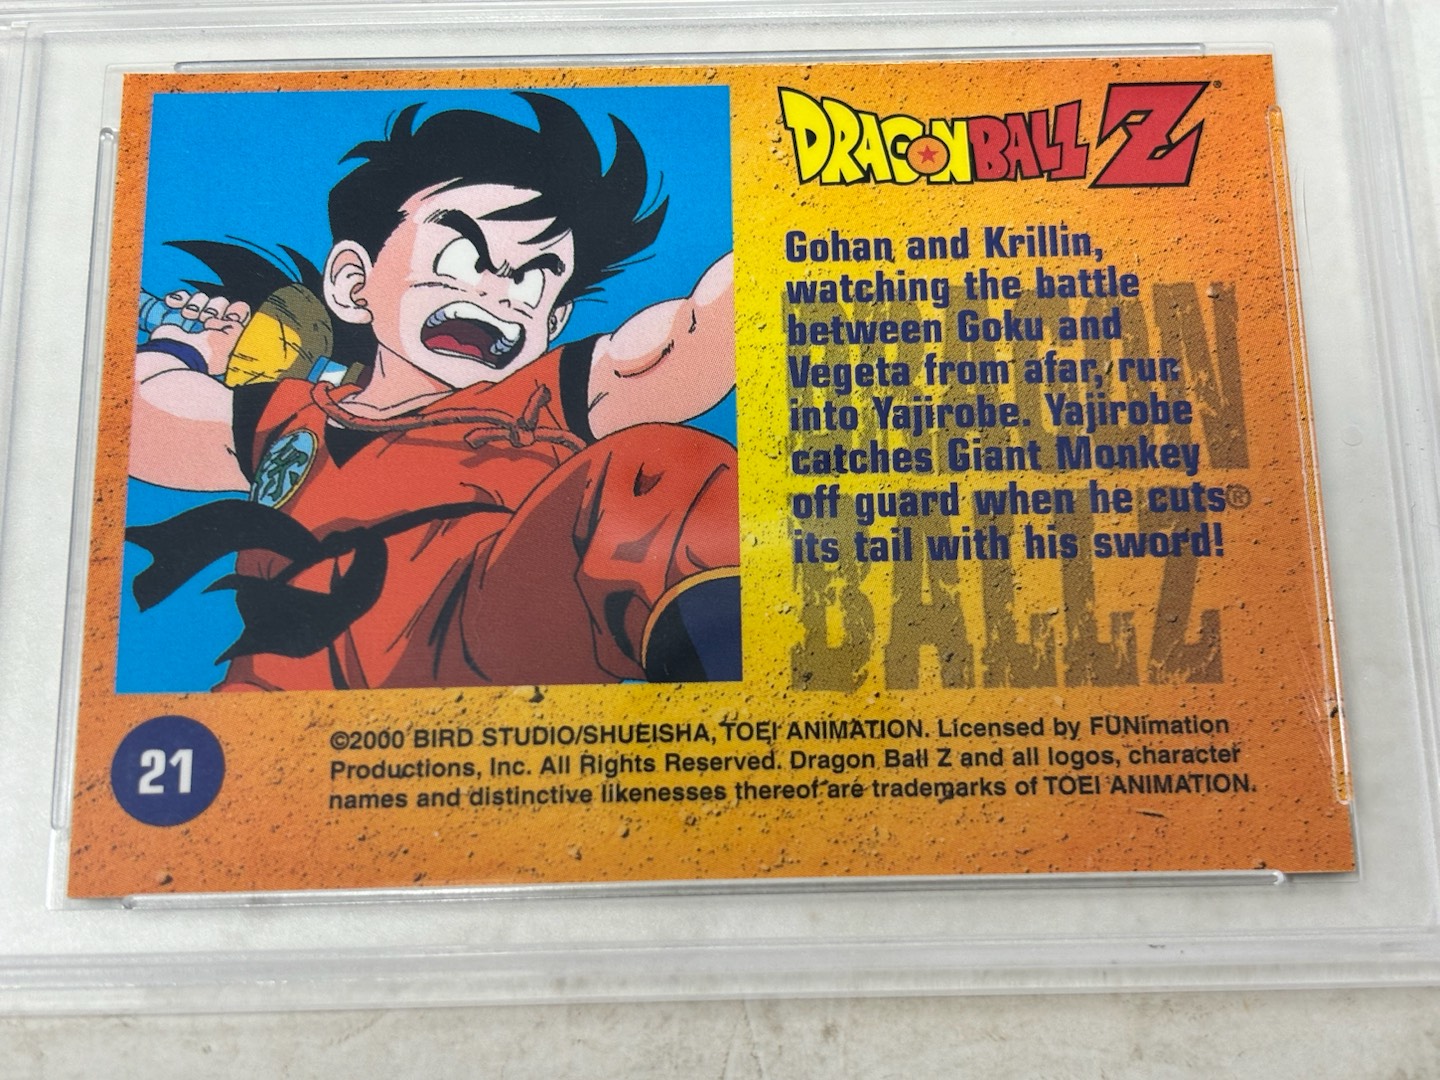 DRAGONBALL Z
Gohan and Krillin,
watching the battle
between Goku and
Vegeta from afar, run
into Yajirobe. Yajirobe
catches Giant Monkey
off guard when he cuts
its tail with his sword!
DRAGON
BALL Z®
21
©2000 BIRD STUDIO/SHUEISHA, TOEI ANIMATION. Licensed by FUNimation
Productions, Inc. All Rights Reserved. Dragon Ball Z and all logos, character
names and distinctive likenesses thereof are trademarks of TOEI ANIMATION.